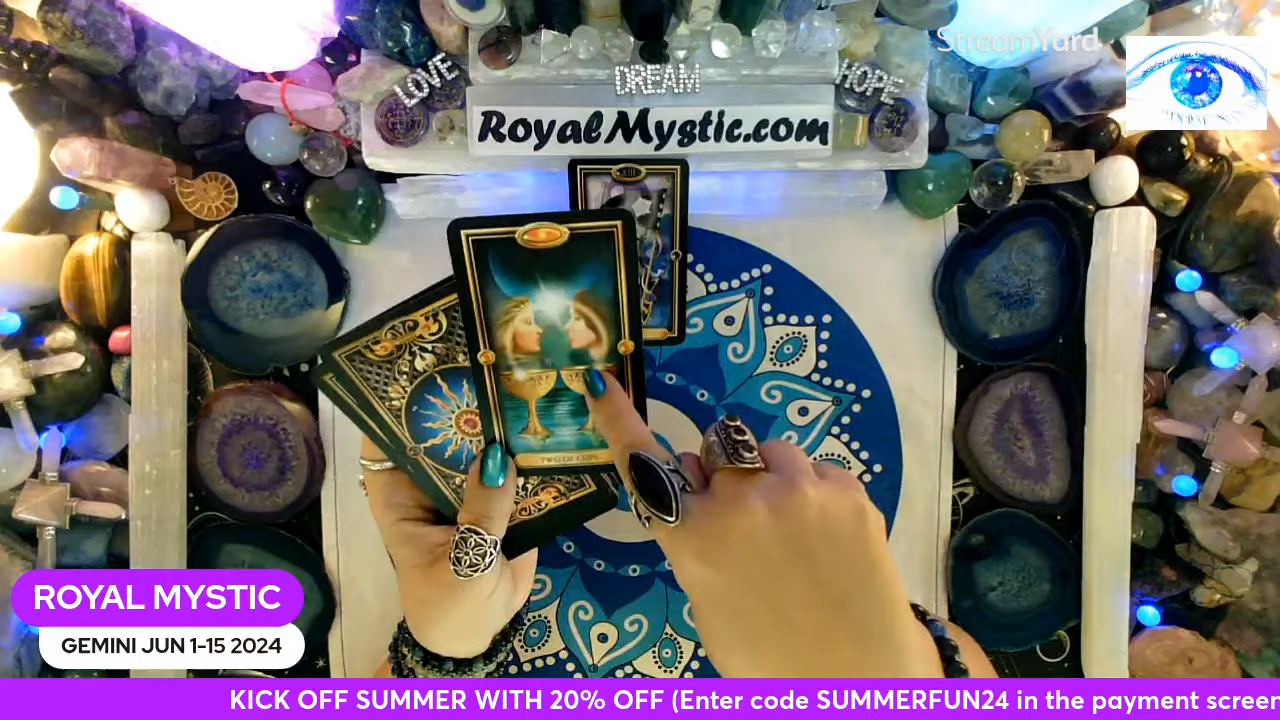 StreamYard
LOVE
DREAM
HOPE
RoyalMystic.com
XIII
TWO OF CUPS
ROYAL MYSTIC
GEMINI JUN 1-15 2024
KICK OFF SUMMER WITH 20% OFF (Enter code SUMMERFUN24 in the payment screen